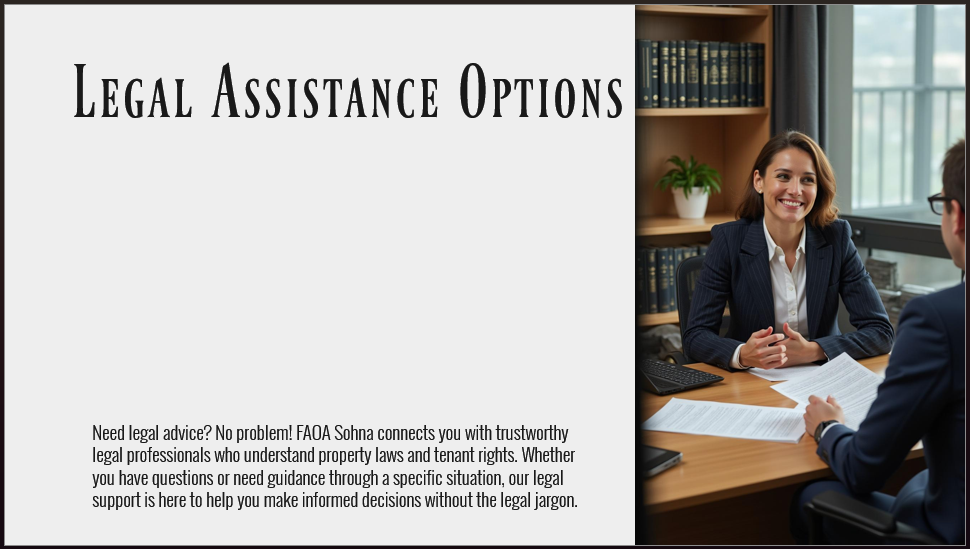 Legal Assistance Options
Need legal advice? No problem! FAOA Sohna connects you with trustworthy
legal professionals who understand property laws and tenant rights. Whether
you have questions or need guidance through a specific situation, our legal
support is here to help you make informed decisions without the legal jargon.